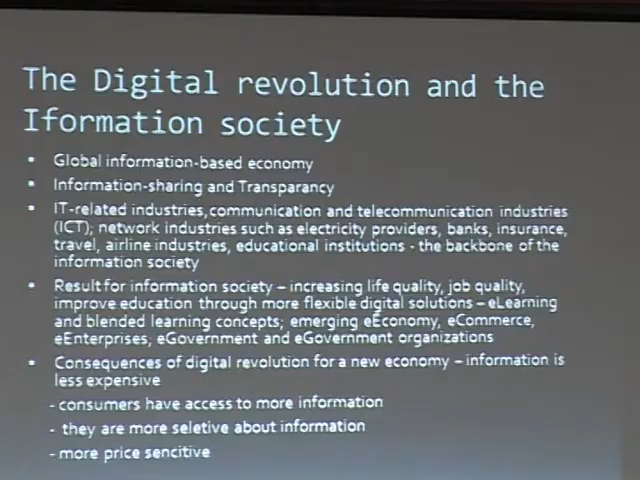 The Digital revolution and the
Iformation society
• Global information-based economy
• Information-sharing and Transparancy
• IT-related industries,communication and telecommunication industries
(ICT); network industries such as electricity providers, banks, insurance,
travel, airline industries, educational institutions - the backbone of the
information society
• Result for information society – increasing life quality, job quality,
improve education through more flexible digital solutions – eLearning
and blended learning concepts; emerging eEconomy, eCommerce,
eEnterprises; eGovernment and eGovernment organizations
• Consequences of digital revolution for a new economy – information is
less expensive
- consumers have access to more information
- they are more seletive about information
- more price sencitive